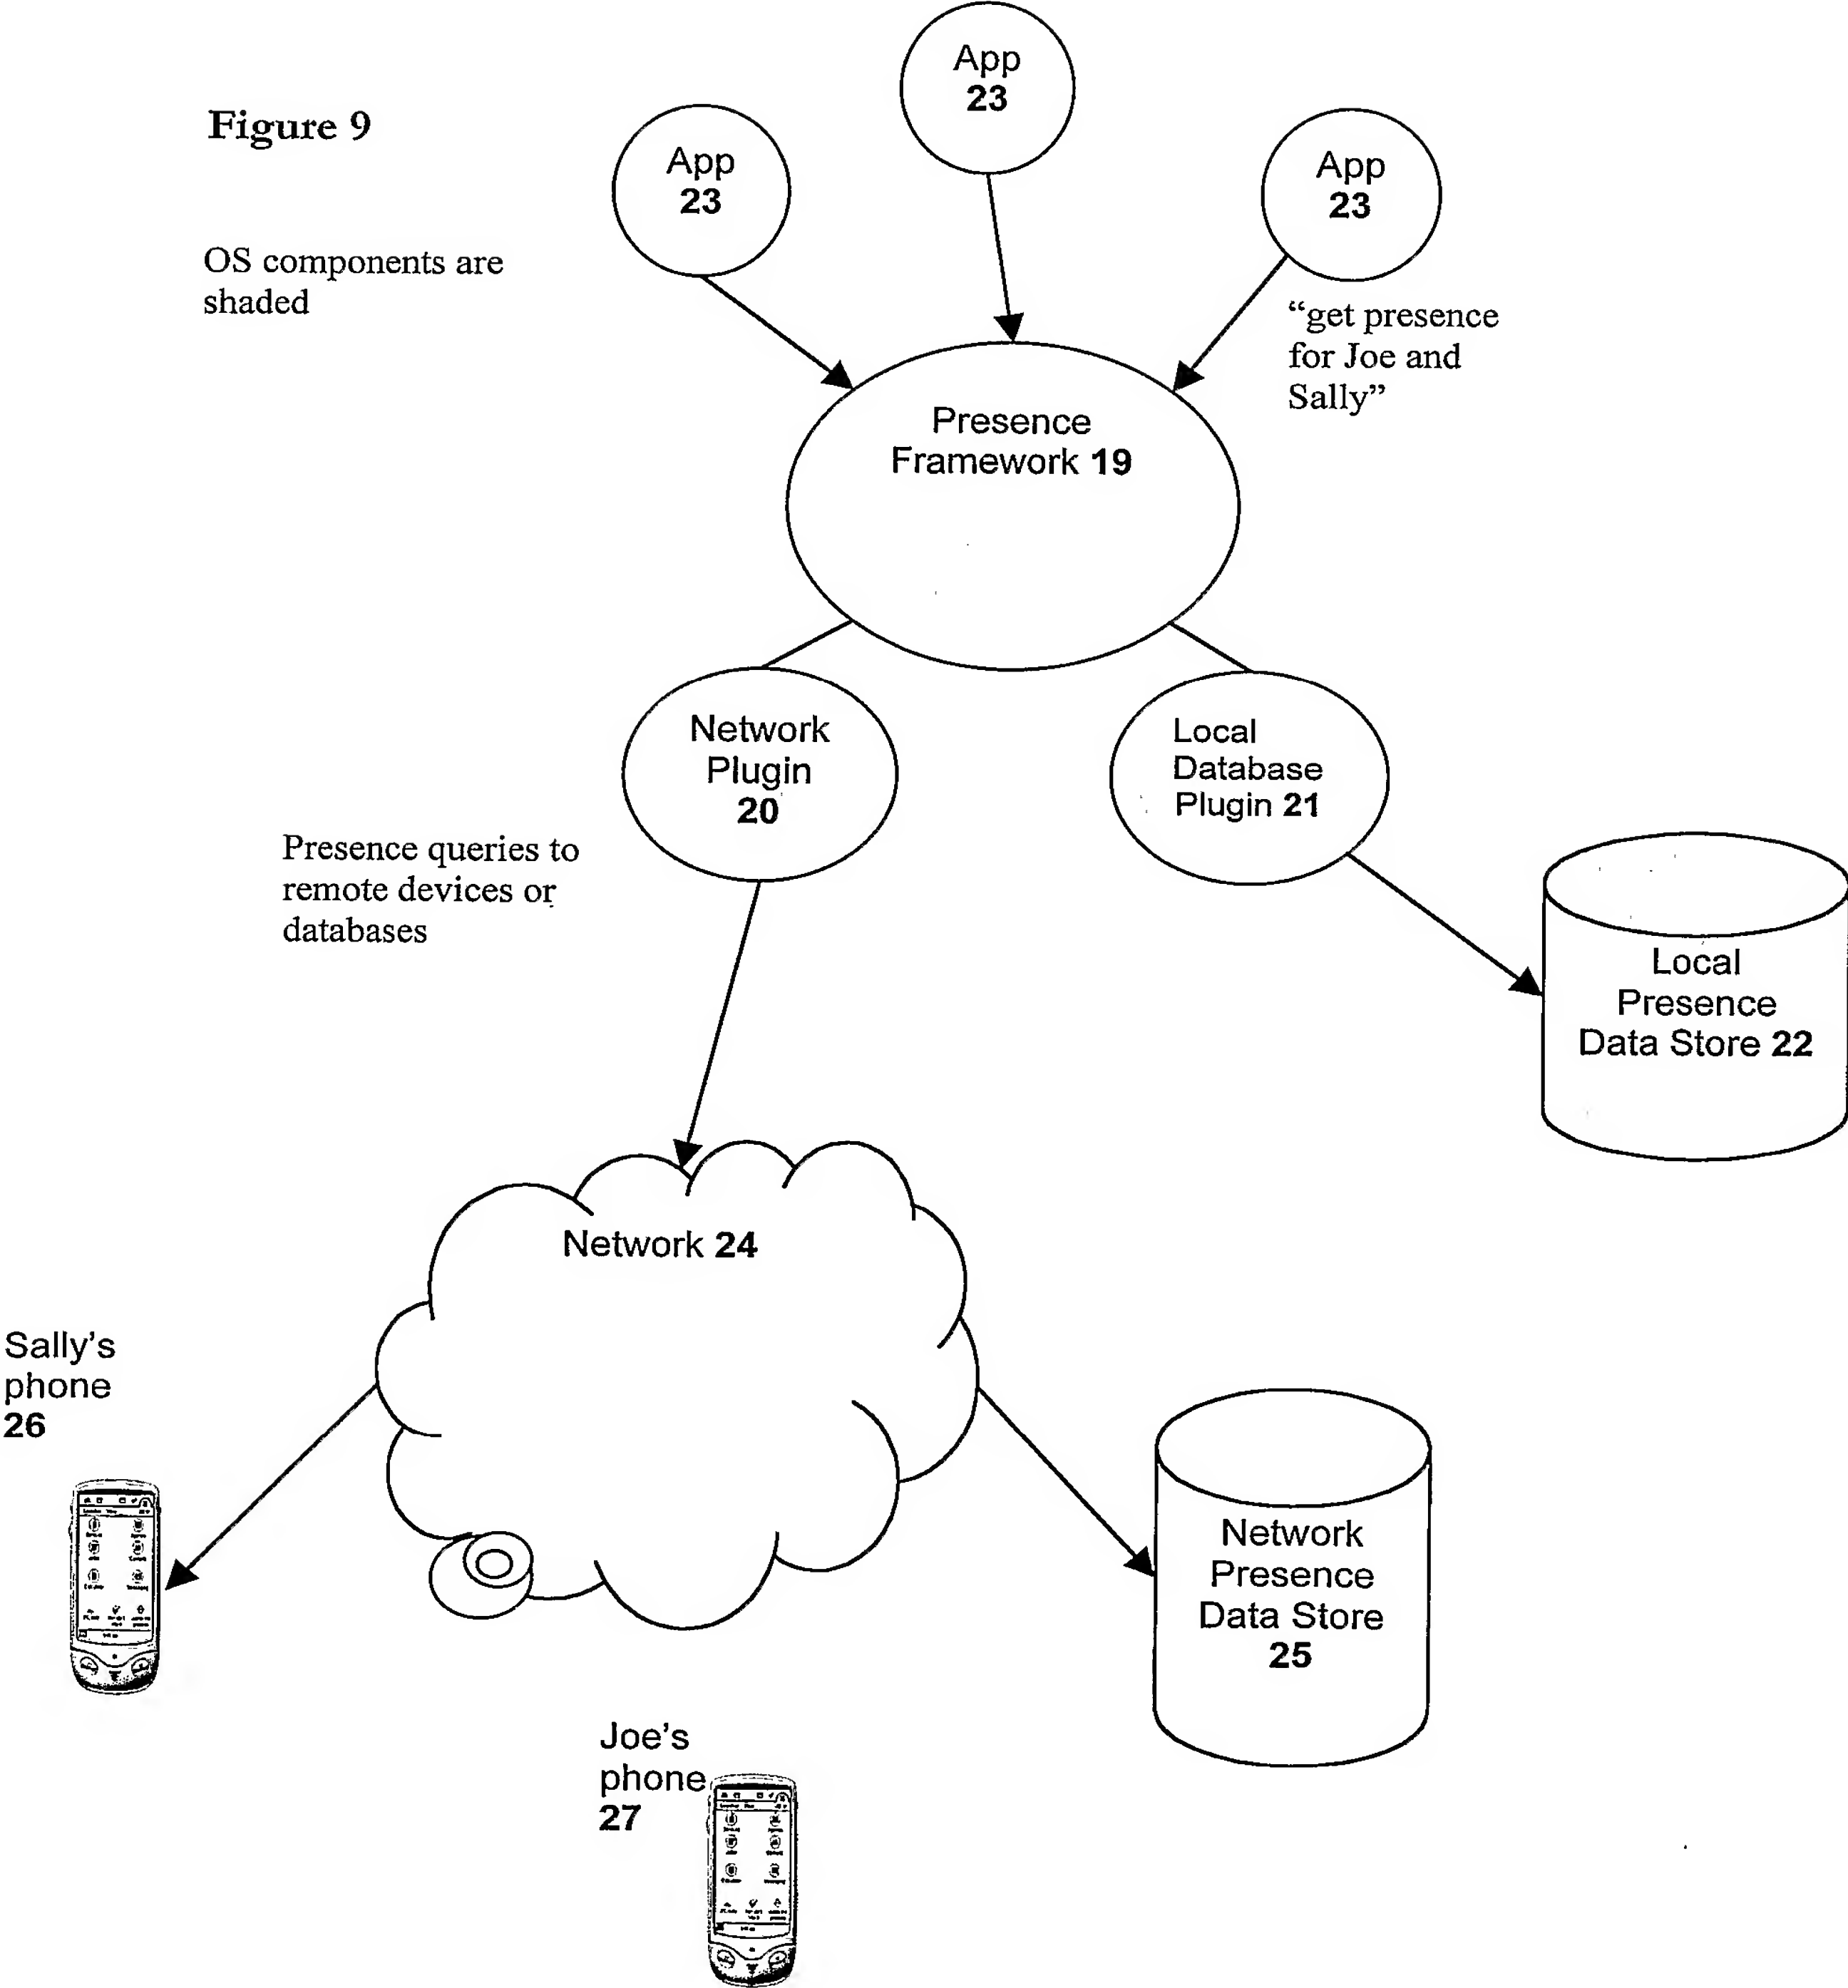 App
23
Figure 9
App
23
App
23
OS components are
shaded
“get presence
for Joe and
Sally”
Presence
Framework 19
Network
Plugin
20
Local
Database
Plugin 21
Presence queries to
remote devices or
databases
Local
Presence
Data Store 22
Network 24
Sally’s
phone
26
Network
Presence
Data Store
25
Joe’s
phone
27